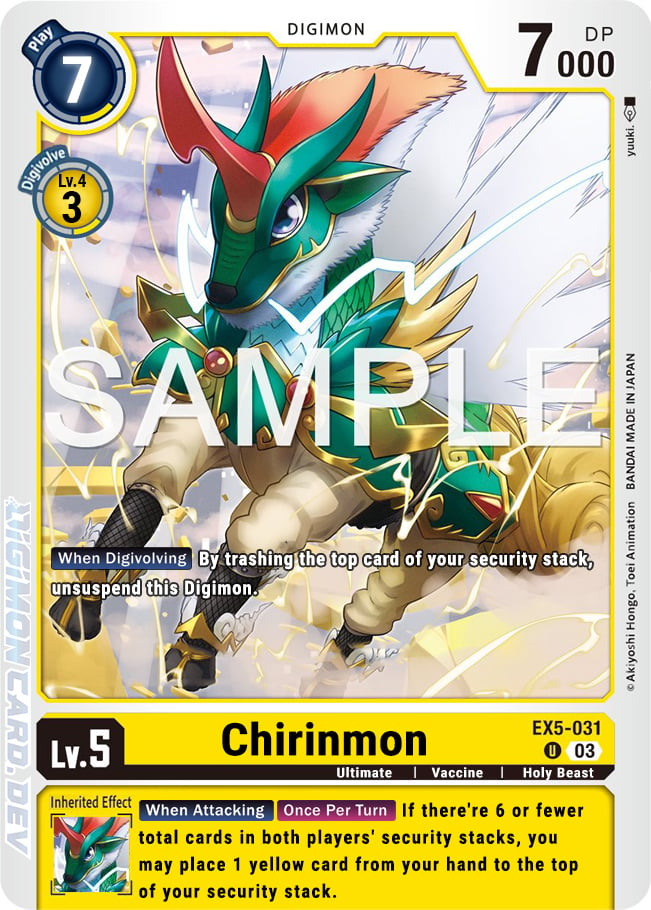 Play
7
DIGIMON
DP
7000
Digivolve
Lv.4
3
yuuki.
SAMPLE
When Digivolving By trashing the top card of your security stack,
unsuspend this Digimon.
© Akiyoshi Hongo, Toei Animation BANDAI MADE IN JAPAN
DIGIMONCARD.DEV
Lv.5
Chirinmon
EX5-031
U 03
Ultimate | Vaccine | Holy Beast
Inherited Effect
When Attacking Once Per Turn If there're 6 or fewer
total cards in both players' security stacks, you
may place 1 yellow card from your hand to the top
of your security stack.